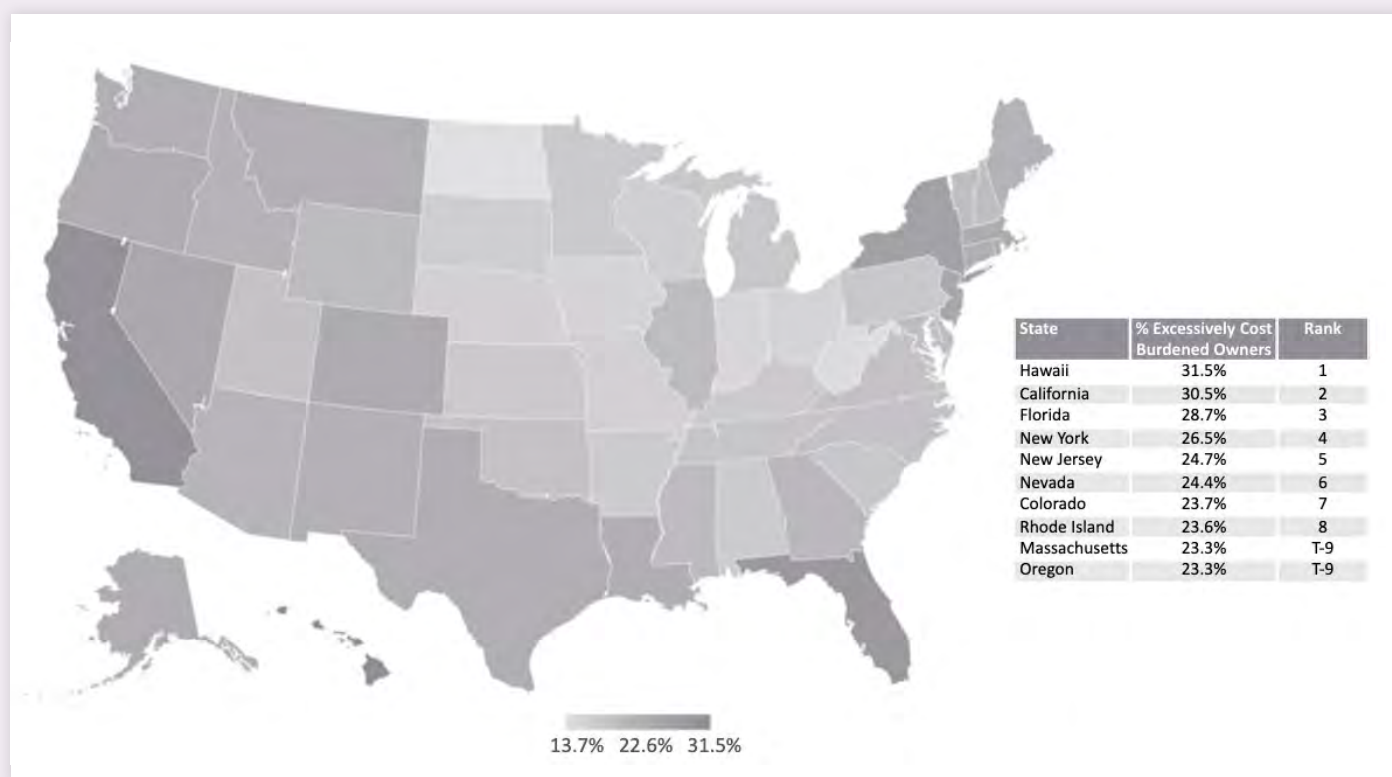 State % Excessively Cost Burdened Owners Rank
Hawaii 31.5% 1
California 30.5% 2
Florida 28.7% 3
New York 26.5% 4
New Jersey 24.7% 5
Nevada 24.4% 6
Colorado 23.7% 7
Rhode Island 23.6% 8
Massachusetts 23.3% T-9
Oregon 23.3% T-9
13.7% 22.6% 31.5%